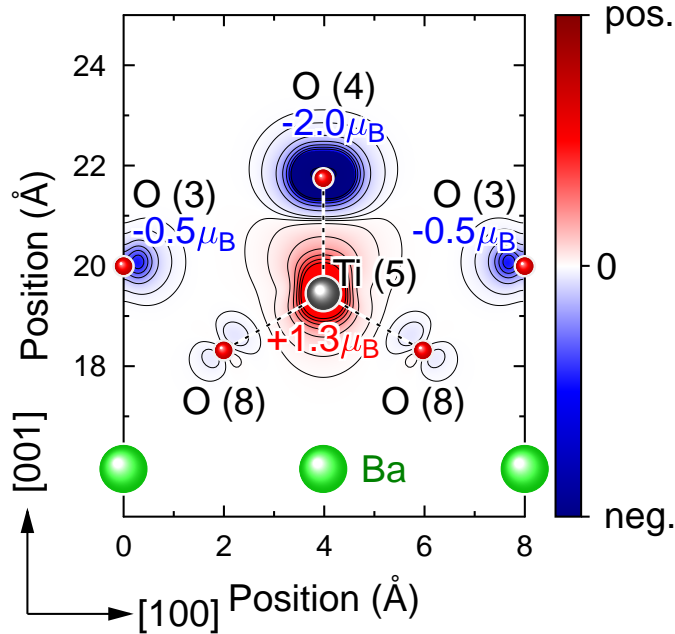 pos.
24
O (4)
-2.0μB
22
O (3)
O (3)
-0.5μB
-0.5μB
20
Ti (5)
0
+1.3μB
18
O (8)
O (8)
Ba
neg.
0
2
4
6
8
Position (Å)
Position (Å)
[001]
[100]